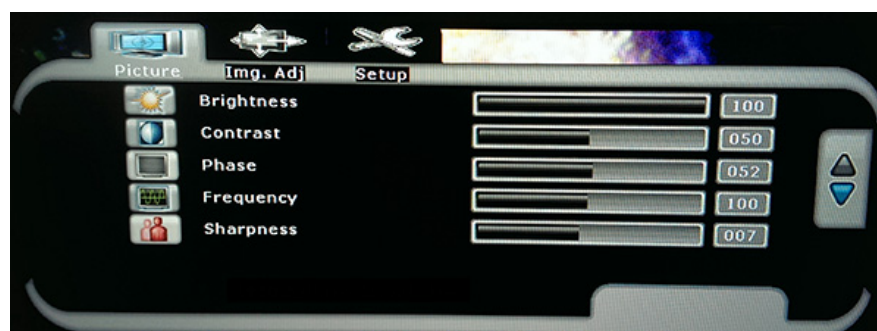 Picture Img. Adj Setup
Brightness 100
Contrast 050
Phase 052
Frequency 100
Sharpness 007